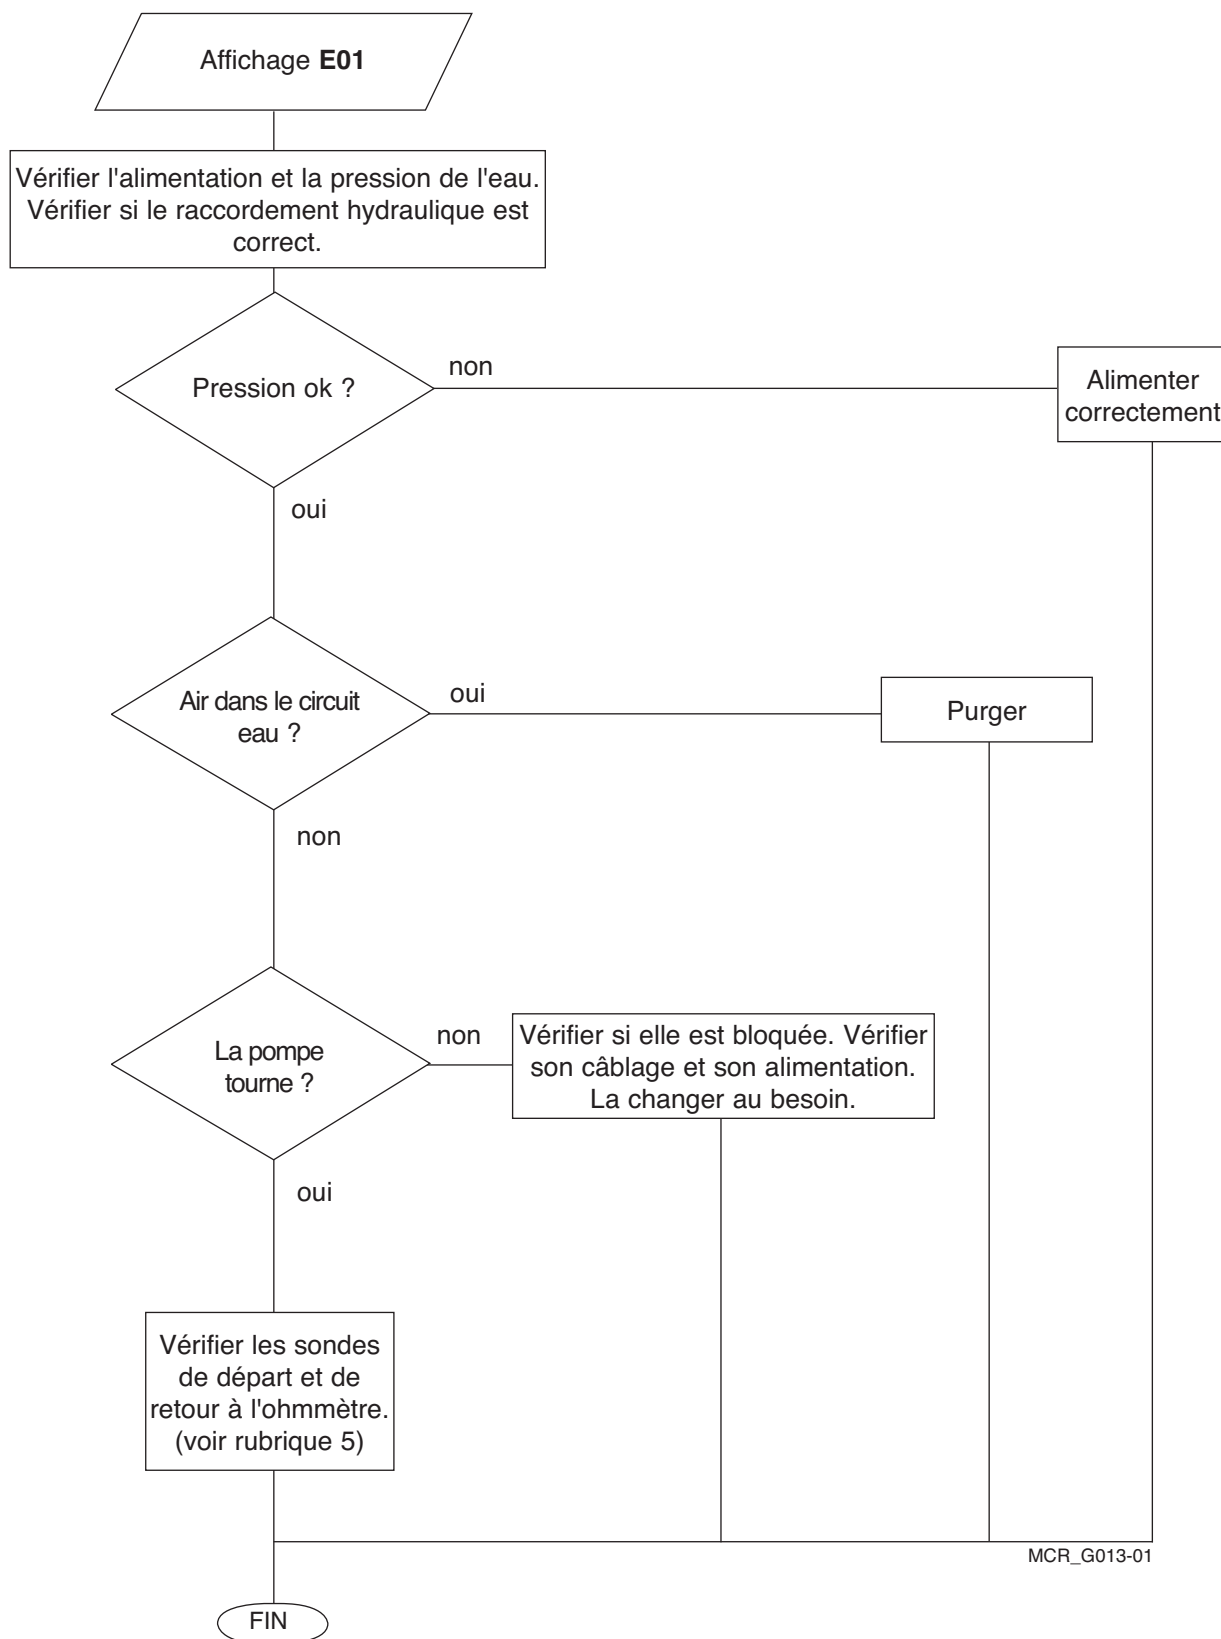 Affichage E01
Vérifier l'alimentation et la pression de l'eau.
Vérifier si le raccordement hydraulique est
correct.
Pression ok ?
non
Alimenter
correctement
oui
Air dans le circuit
eau ?
oui
Purger
non
La pompe
tourne ?
non
Vérifier si elle est bloquée. Vérifier
son câblage et son alimentation.
La changer au besoin.
oui
Vérifier les sondes
de départ et de
retour à l'ohmmètre.
(voir rubrique 5)
MCR_G013-01
FIN